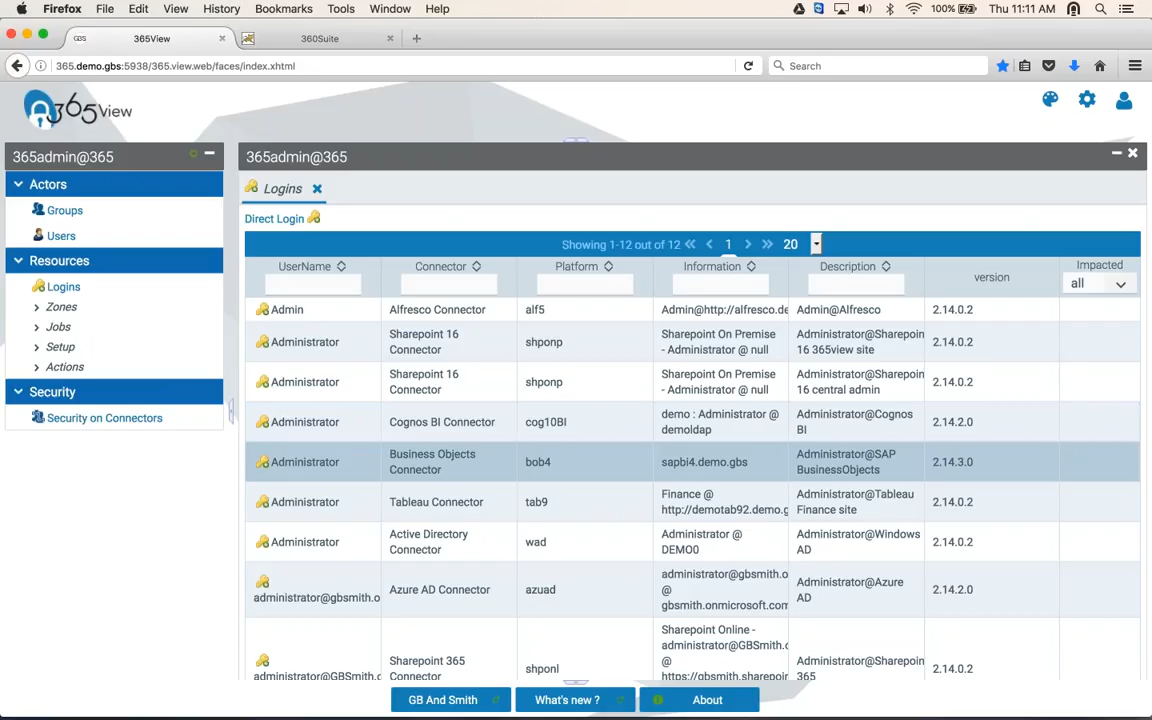 Firefox File Edit View History Bookmarks Tools Window Help 100% Thu 11:11 AM
GBS 365View 360Suite
365.demo.gbs:5938/365.view.web/faces/index.xhtml Search
365View
365admin@365
Actors
Groups
Users
Resources
Logins
Zones
Jobs
Setup
Actions
Security
Security on Connectors
365admin@365
Logins
Direct Login
Showing 1-12 out of 12 1 20
UserName Connector Platform Information Description version Impacted
all
Admin Alfresco Connector alf5 Admin@http://alfresco.de Admin@Alfresco 2.14.0.2
Administrator Sharepoint 16 Connector shponp Sharepoint On Premise - Administrator @ null Administrator@Sharepoin 16 365view site 2.14.0.2
Administrator Sharepoint 16 Connector shponp Sharepoint On Premise - Administrator @ null Administrator@Sharepoin 16 central admin 2.14.0.2
Administrator Cognos BI Connector cog10BI demo : Administrator @ demoldap Administrator@Cognos BI 2.14.2.0
Administrator Business Objects Connector bob4 sapbi4.demo.gbs Administrator@SAP BusinessObjects 2.14.3.0
Administrator Tableau Connector tab9 Finance @ http://demotab92.demo.g Administrator@Tableau Finance site 2.14.0.2
Administrator Active Directory Connector wad Administrator @ DEMO0 Administrator@Windows AD 2.14.0.2
administrator@gbsmith.o Azure AD Connector azuad administrator@gbsmith.o @ gbsmith.onmicrosoft.com Administrator@Azure AD 2.14.2.0
administrator@GBSmith.o Sharepoint 365 Connector shponl Sharepoint Online - administrator@GBSmith.o @ https://gbsmith.sharepoin Administrator@Sharepoin 365 2.14.0.2
GB And Smith What's new ? About